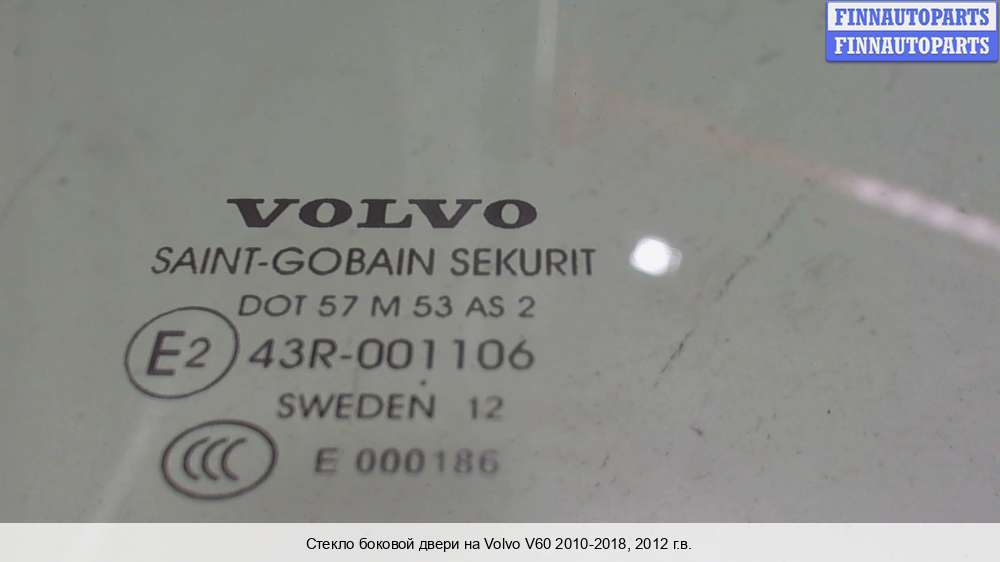 FINNAUTOPARTS
FINNAUTOPARTS
VOLVO
SAINT-GOBAIN SEKURIT
DOT 57 M 53 AS 2
E2 43R-001106
SWEDEN 12
CCC E 000186
Стекло боковой двери на Volvo V60 2010-2018, 2012 г.в.